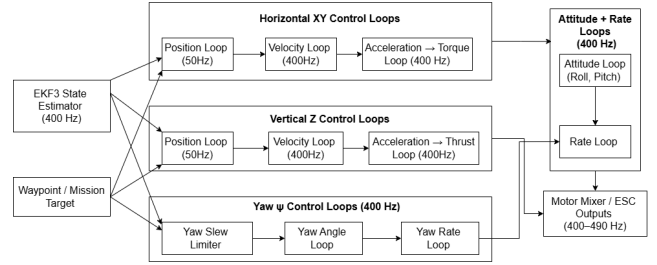 Horizontal XY Control Loops
Position Loop
(50Hz)
Velocity Loop
(400Hz)
Acceleration → Torque
Loop (400 Hz)
Attitude + Rate
Loops
(400 Hz)
Attitude Loop
(Roll, Pitch)
Rate Loop
EKF3 State
Estimator
(400 Hz)
Vertical Z Control Loops
Position Loop
(50Hz)
Velocity Loop
(400Hz)
Acceleration → Thrust
Loop (400Hz)
Waypoint / Mission
Target
Motor Mixer / ESC
Outputs
(400–490 Hz)
Yaw ψ Control Loops (400 Hz)
Yaw Slew
Limiter
Yaw Angle
Loop
Yaw Rate
Loop